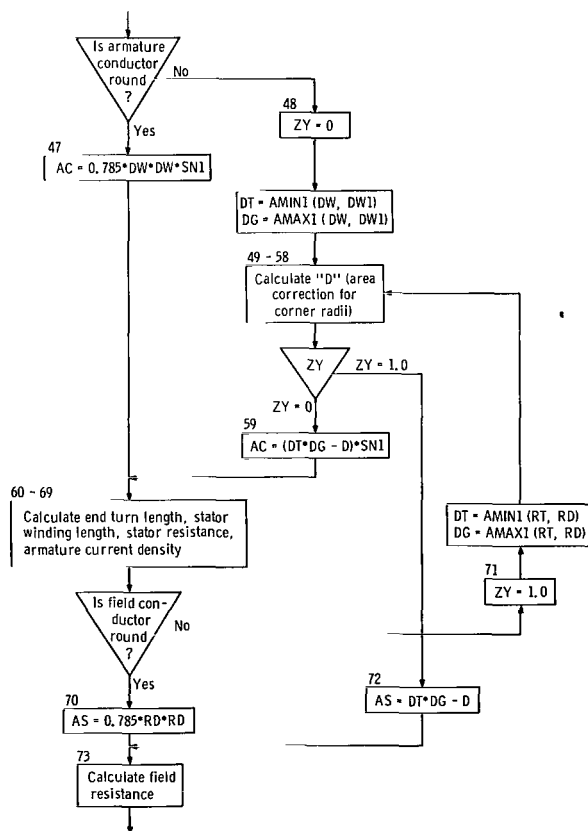 Is armature
conductor
round
?
No
Yes
47
AC = 0.785*DW*DW*SN1
48
ZY = 0
DT = AMIN1 (DW, DW1)
DG = AMAX1 (DW, DW1)
49 - 58
Calculate "D" (area
correction for
corner radii)
ZY
ZY = 1.0
ZY = 0
59
AC = (DT*DG - D)*SN1
60 - 69
Calculate end turn length, stator
winding length, stator resistance,
armature current density
DT = AMIN1 (RT, RD)
DG = AMAX1 (RT, RD)
71
ZY = 1.0
Is field con-
ductor
round
?
No
Yes
70
AS = 0.785*RD*RD
72
AS = DT*DG - D
73
Calculate field
resistance